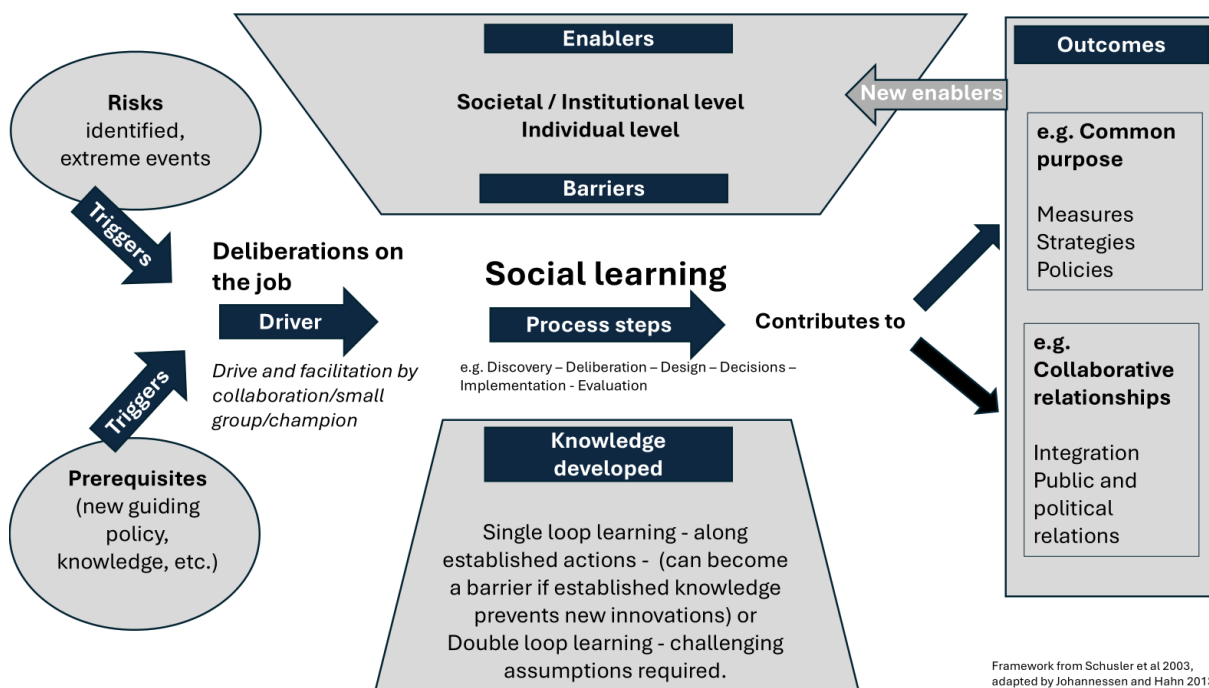 Risks
identified,
extreme events
Triggers
Prerequisites
(new guiding
policy,
knowledge, etc.)
Triggers
Deliberations on
the job
Driver
Drive and facilitation by
collaboration/small
group/champion
Enablers
Societal / Institutional level
Individual level
Barriers
Social learning
Process steps
e.g. Discovery – Deliberation – Design – Decisions –
Implementation - Evaluation
Knowledge
developed
Single loop learning - along
established actions -  (can become
a barrier if established knowledge
prevents new innovations) or
Double loop learning - challenging
assumptions required.
Contributes to
New enablers
Outcomes
e.g. Common
purpose
Measures
Strategies
Policies
e.g.
Collaborative
relationships
Integration
Public and
political
relations
Framework from Schusler et al 2003,
adapted by Johannessen and Hahn 2013